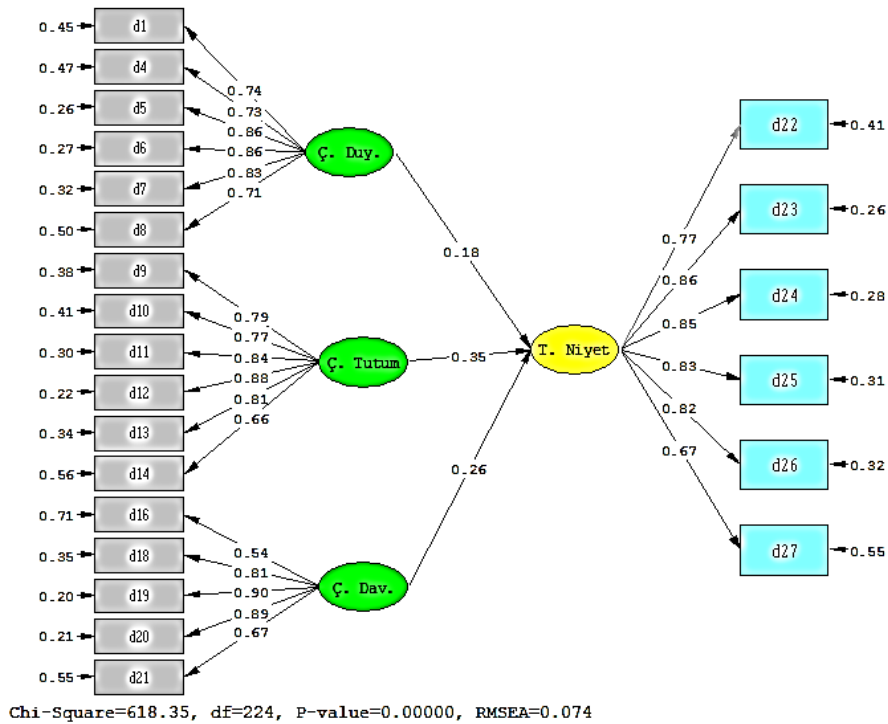 0.45 d1
0.47 d4
0.26 d5
0.27 d6
0.32 d7
0.50 d8
0.38 d9
0.41 d10
0.30 d11
0.22 d12
0.34 d13
0.56 d14
0.71 d16
0.35 d18
0.20 d19
0.21 d20
0.55 d21
0.74
0.73
0.86
0.86
0.83
0.71
0.79
0.77
0.84
0.88
0.81
0.66
0.54
0.81
0.90
0.89
0.67
Ç. Duy.
Ç. Tutum
Ç. Dav.
0.18
0.35
0.26
T. Niyet
0.77
0.86
0.85
0.83
0.82
0.67
d22 0.41
d23 0.26
d24 0.28
d25 0.31
d26 0.32
d27 0.55
Chi-Square=618.35, df=224, P-value=0.00000, RMSEA=0.074